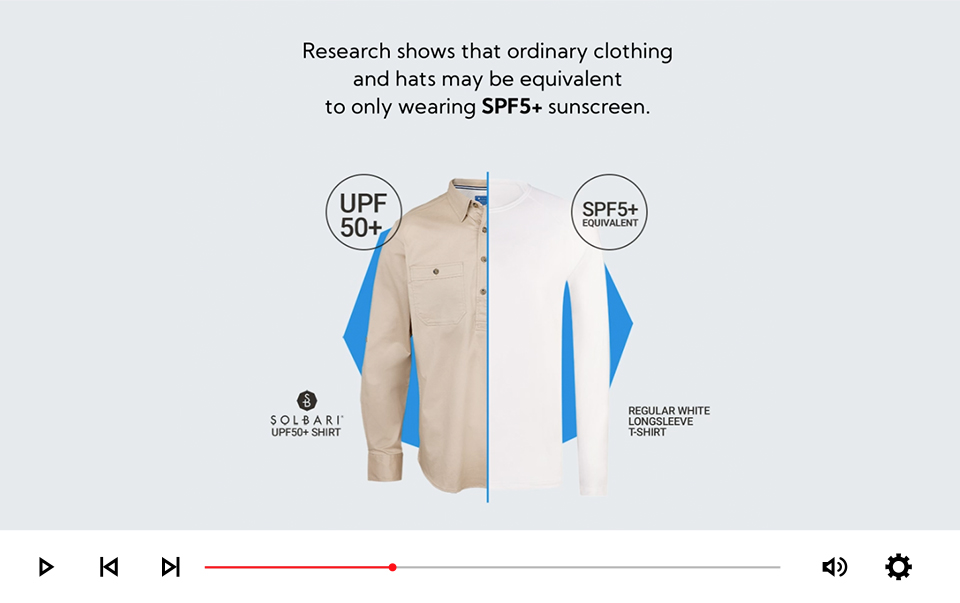 Research shows that ordinary clothing
and hats may be equivalent
to only wearing SPF5+ sunscreen.
UPF
50+
SPF5+
EQUIVALENT
SB
SOLBARI
UPF50+ SHIRT
REGULAR WHITE
LONGSLEEVE
T-SHIRT